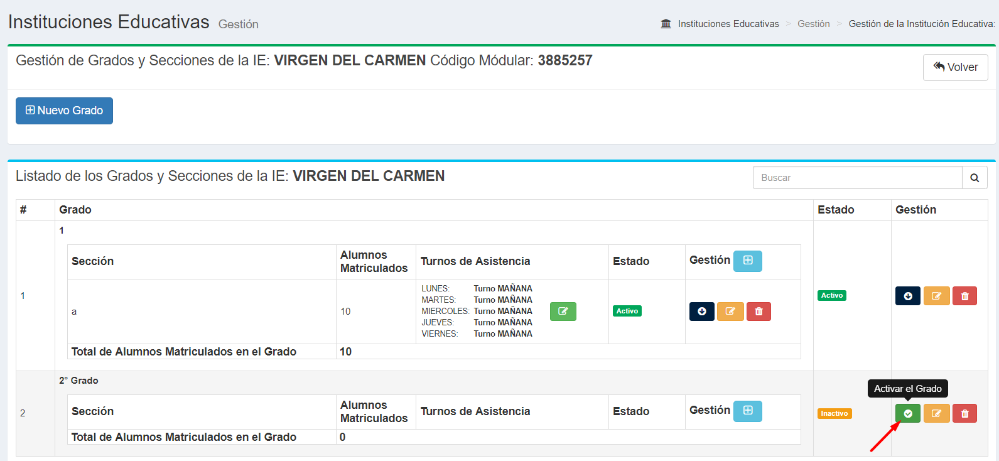 Instituciones Educativas Gestión
Instituciones Educativas > Gestión > Gestión de la Institución Educativa:
Gestión de Grados y Secciones de la IE: VIRGEN DEL CARMEN Código Módular: 3885257
Volver
Nuevo Grado
Listado de los Grados y Secciones de la IE: VIRGEN DEL CARMEN
Buscar
# Grado Estado Gestión
1
Sección Alumnos Matriculados Turnos de Asistencia Estado Gestión
1
a 10
LUNES: Turno MAÑANA
MARTES: Turno MAÑANA
MIERCOLES: Turno MAÑANA
JUEVES: Turno MAÑANA
VIERNES: Turno MAÑANA
Activo
Activo
Total de Alumnos Matriculados en el Grado 10
2° Grado
Activar el Grado
Sección Alumnos Matriculados Turnos de Asistencia Estado Gestión
2
Inactivo
Total de Alumnos Matriculados en el Grado 0